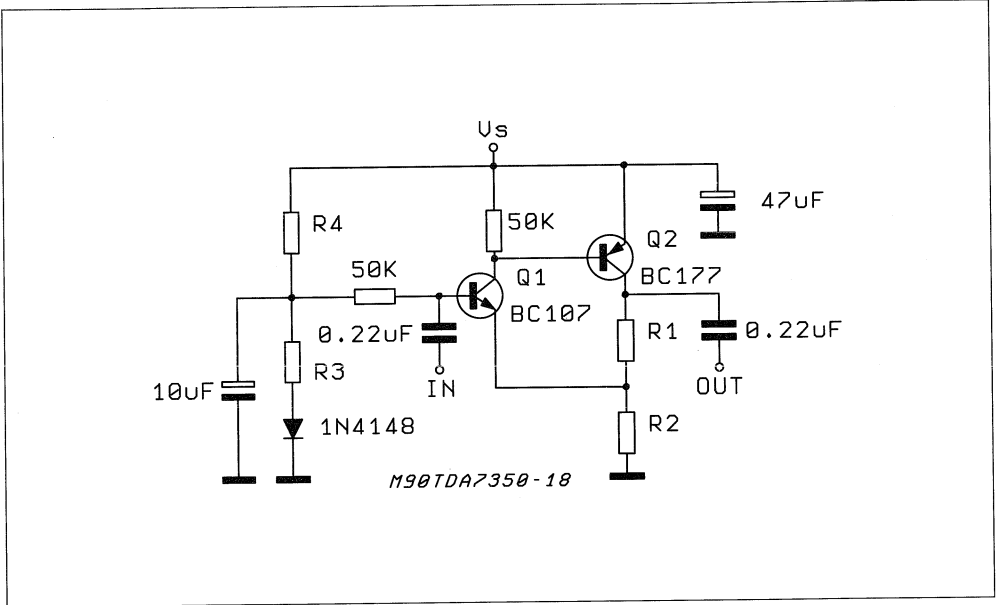 Vs
R4
50K
47uF
Q2
50K
Q1
BC177
BC107
0.22uF
R1
0.22uF
R3
IN
OUT
10uF
1N4148
R2
M90TDA7350-18